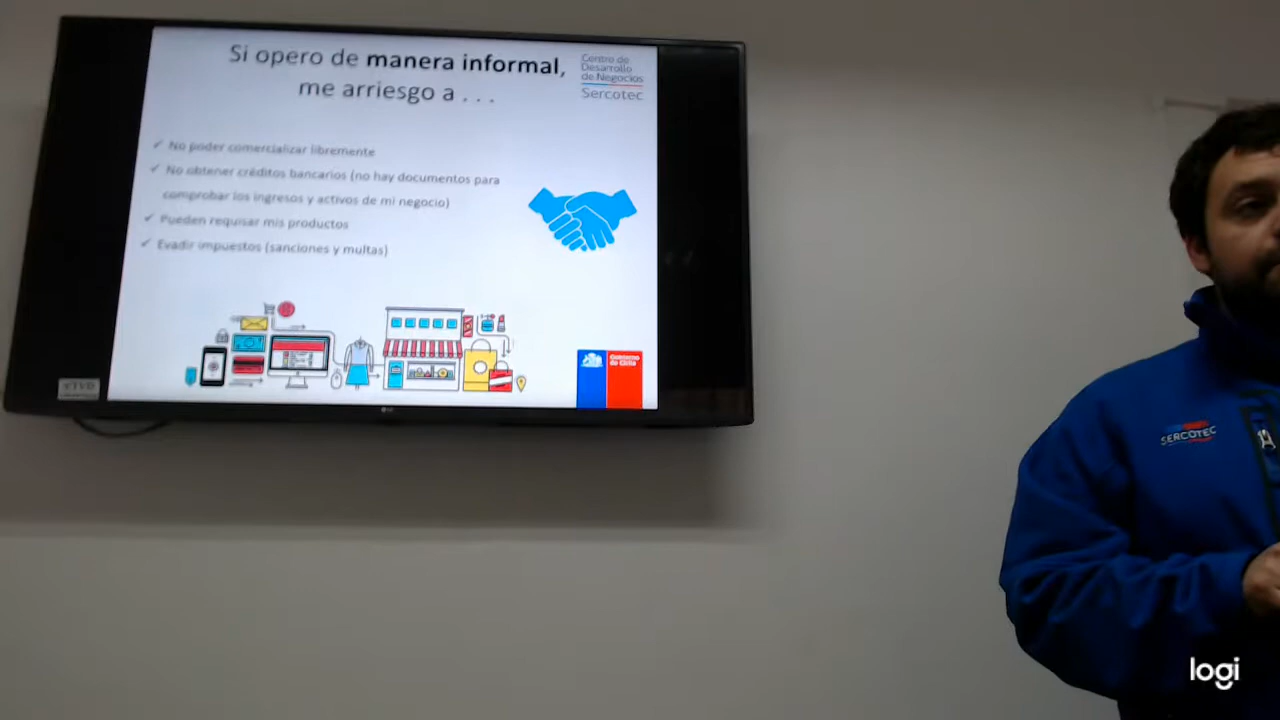 Si opero de manera informal,
me arriesgo a . . .
Centro de
Desarrollo
de Negocios
Sercotec
✓ No poder comercializar libremente
✓ No obtener créditos bancarios (no hay documentos para
comprobar los ingresos y activos de mi negocio)
✓ Pueden requisar mis productos
✓ Evadir impuestos (sanciones y multas)
Gobierno
de Chile
VIVO
LG
SERCOTEC
logi